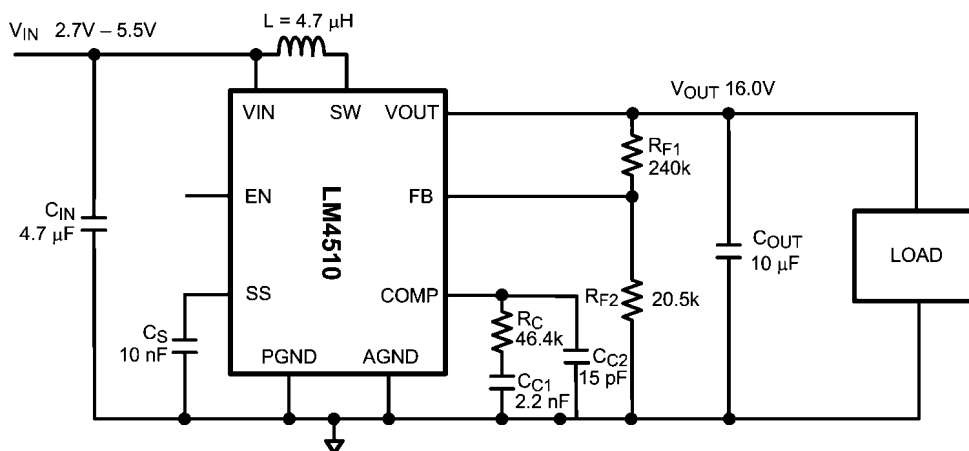 L = 4.7 μH
VIN 2.7V – 5.5V
VIN
SW
VOUT
VOUT 16.0V
RF1
240k
EN
LM4510
FB
CIN
4.7 μF
COUT
10 μF
LOAD
SS
COMP
RF2
20.5k
CS
10 nF
RC
46.4k
PGND
AGND
CC2
15 pF
CC1
2.2 nF